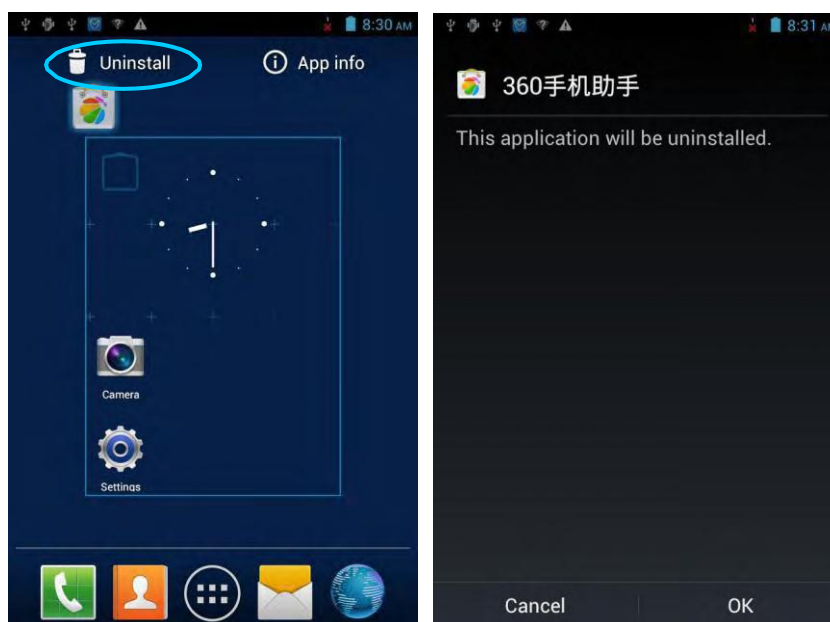 8:30 AM
Uninstall
App info
Camera
Settings
8:31 AM
360手机助手
This application will be uninstalled.
Cancel
OK